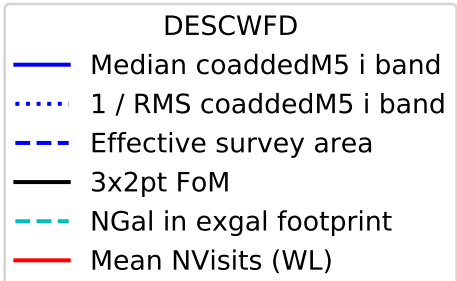 DESCWFD
Median coaddedM5 i band
1 / RMS coaddedM5 i band
Effective survey area
3x2pt FoM
NGal in exgal footprint
Mean NVisits (WL)